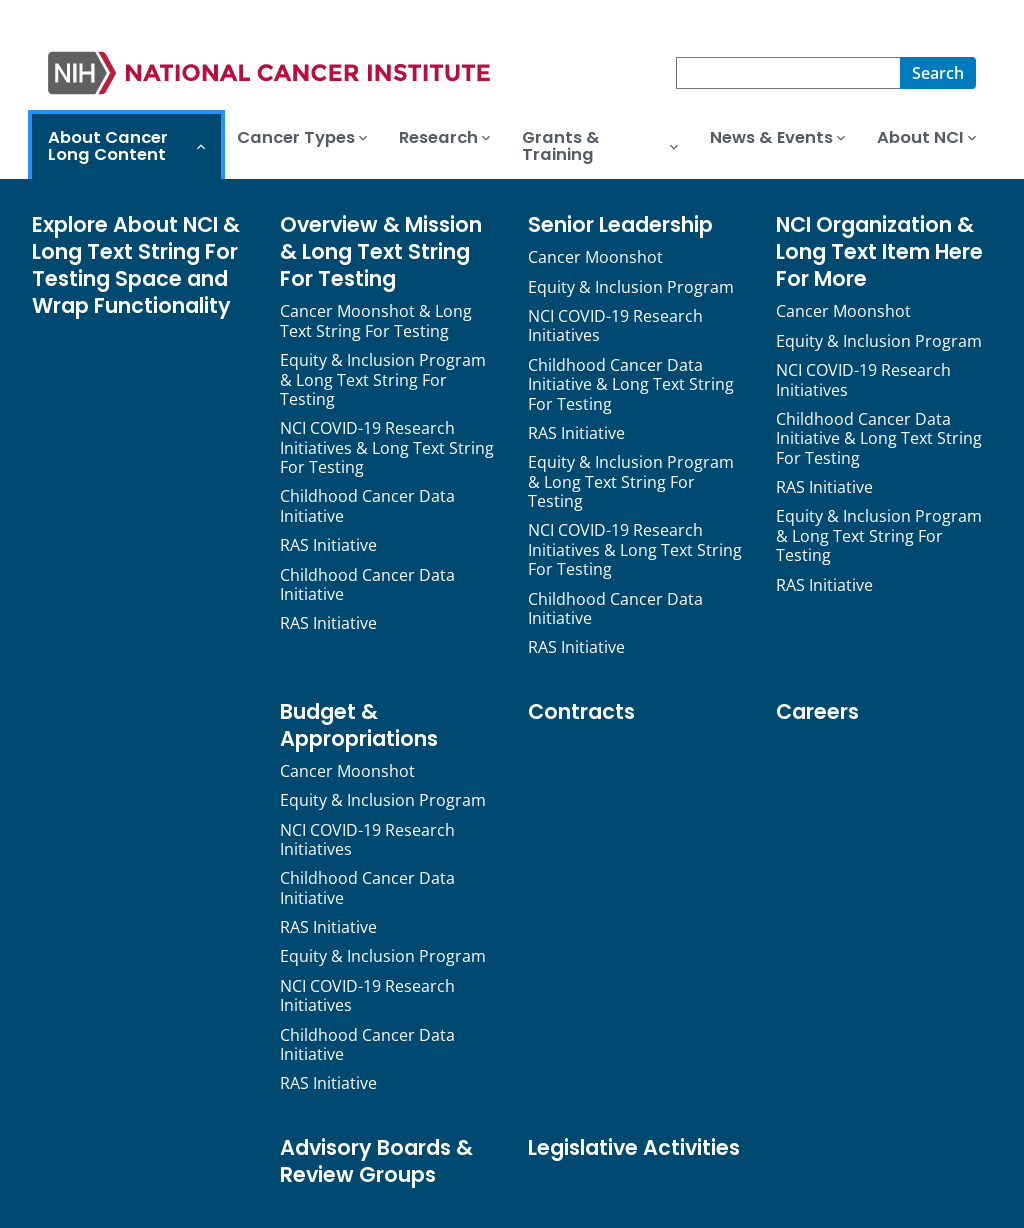 NIH NATIONAL CANCER INSTITUTE
Search
About Cancer
Long Content
Cancer Types
Research
Grants &
Training
News & Events
About NCI
Explore About NCI &
Long Text String For
Testing Space and
Wrap Functionality
Overview & Mission
& Long Text String
For Testing
Cancer Moonshot & Long
Text String For Testing
Equity & Inclusion Program
& Long Text String For
Testing
NCI COVID-19 Research
Initiatives & Long Text String
For Testing
Childhood Cancer Data
Initiative
RAS Initiative
Childhood Cancer Data
Initiative
RAS Initiative
Senior Leadership
Cancer Moonshot
Equity & Inclusion Program
NCI COVID-19 Research
Initiatives
Childhood Cancer Data
Initiative & Long Text String
For Testing
RAS Initiative
Equity & Inclusion Program
& Long Text String For
Testing
NCI COVID-19 Research
Initiatives & Long Text String
For Testing
Childhood Cancer Data
Initiative
RAS Initiative
NCI Organization &
Long Text Item Here
For More
Cancer Moonshot
Equity & Inclusion Program
NCI COVID-19 Research
Initiatives
Childhood Cancer Data
Initiative & Long Text String
For Testing
RAS Initiative
Equity & Inclusion Program
& Long Text String For
Testing
RAS Initiative
Budget &
Appropriations
Cancer Moonshot
Equity & Inclusion Program
NCI COVID-19 Research
Initiatives
Childhood Cancer Data
Initiative
RAS Initiative
Equity & Inclusion Program
NCI COVID-19 Research
Initiatives
Childhood Cancer Data
Initiative
RAS Initiative
Contracts
Careers
Advisory Boards &
Review Groups
Legislative Activities